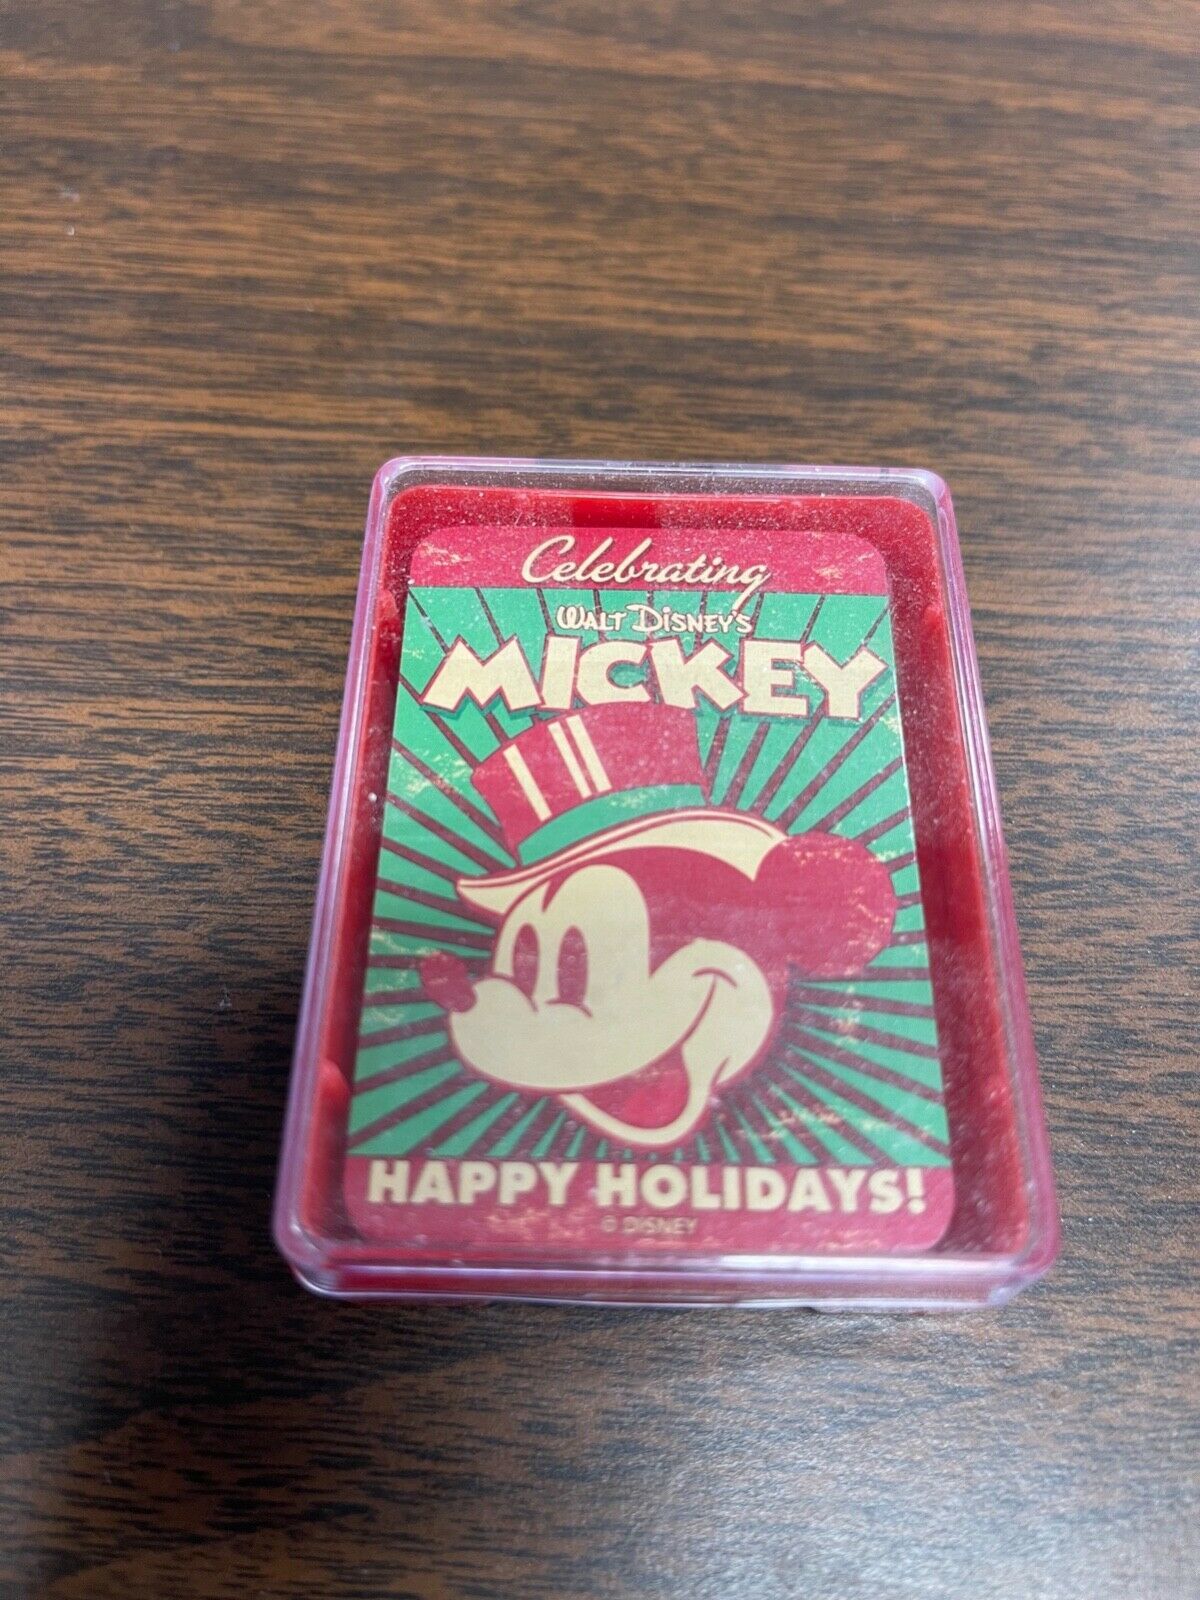 Celebrating
WALT DISNEY'S
MICKEY
HAPPY HOLIDAYS!
© DISNEY